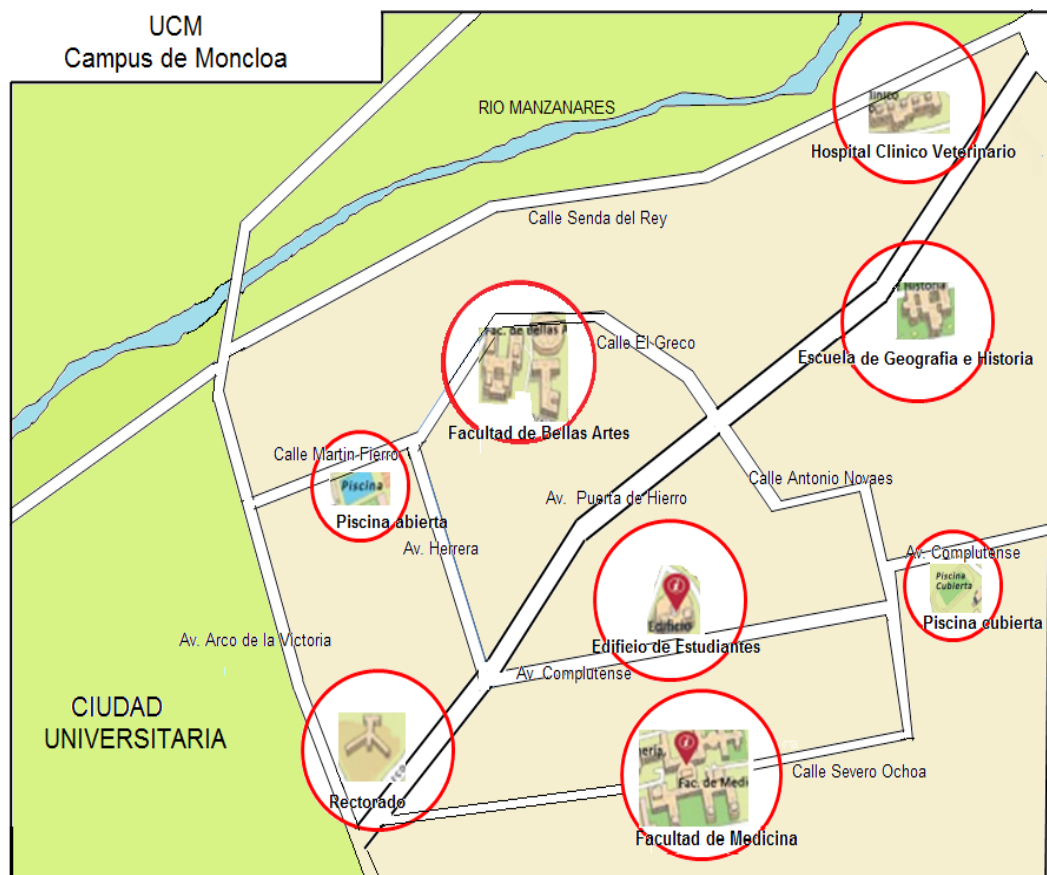 UCM
Campus de Moncloa
RIO MANZANARES
Hospital Clinico Veterinario
Calle Senda del Rey
Historia
Fac. de Bellas A
Calle El Greco
Escuela de Geografia e Historia
Facultad de Bellas Artes
Calle Martin Fierro
Calle Antonio Novaes
Piscina
Av. Puerta de Hierro
Piscina abierta
Av. Herrera
Av. Complutense
Piscina
Cubierta
Piscina cubierta
Edificio
Av. Arco de la Victoria
Edificio de Estudiantes
Av Complutense
CIUDAD
UNIVERSITARIA
Fac. de Medi
Calle Severo Ochoa
Rectorado
Facultad de Medicina